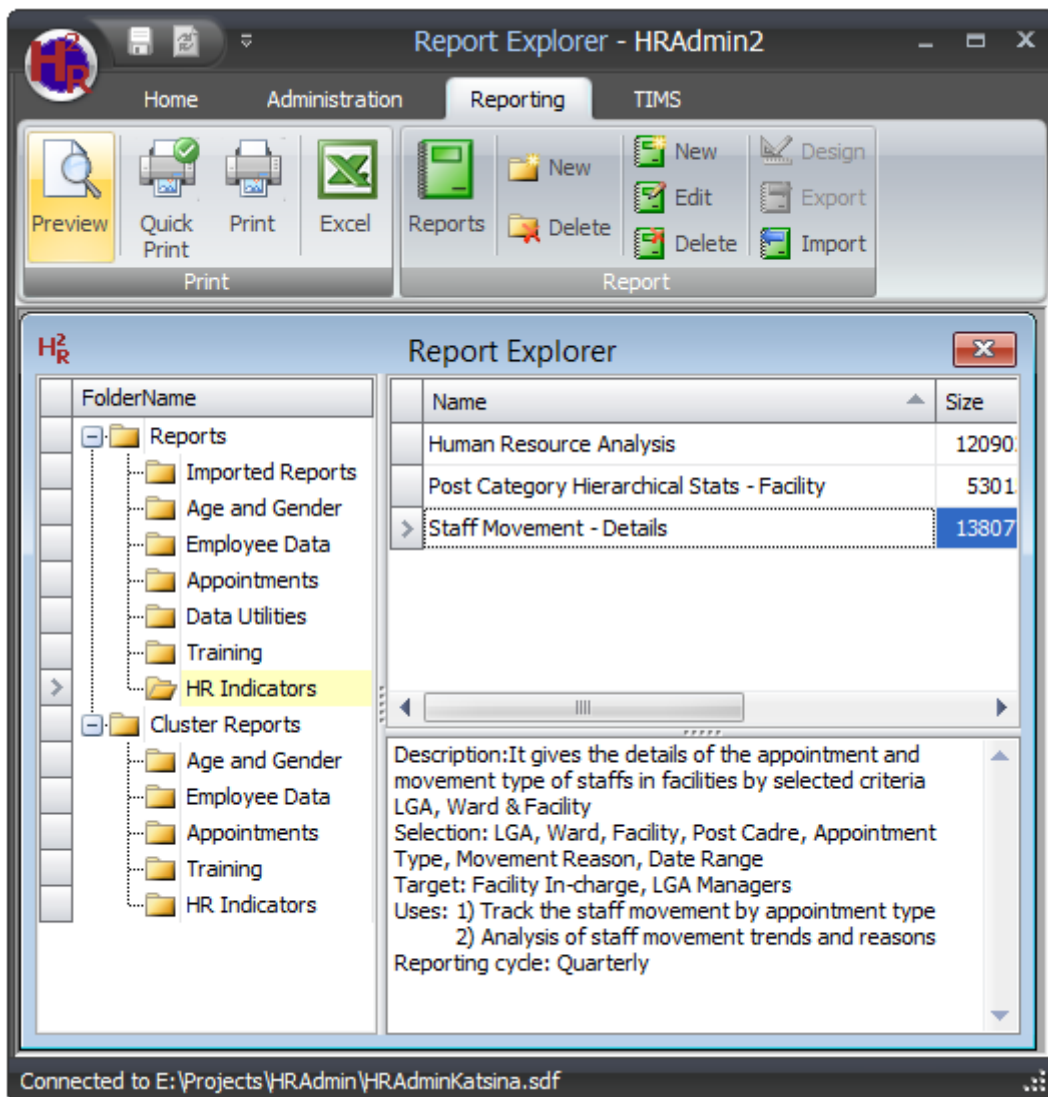 H2R
Report Explorer - HRAdmin2
Home Administration Reporting TIMS
Preview
Quick Print
Print
Excel
Print
Reports
New
Delete
New
Edit
Delete
Design
Export
Import
Report
H2R Report Explorer
FolderName
Reports
Imported Reports
Age and Gender
Employee Data
Appointments
Data Utilities
Training
HR Indicators
Cluster Reports
Age and Gender
Employee Data
Appointments
Training
HR Indicators
Name Size
Human Resource Analysis 12090
Post Category Hierarchical Stats - Facility 5301
Staff Movement - Details 13807
Description:It gives the details of the appointment and
movement type of staffs in facilities by selected criteria
LGA, Ward & Facility
Selection: LGA, Ward, Facility, Post Cadre, Appointment
Type, Movement Reason, Date Range
Target: Facility In-charge, LGA Managers
Uses: 1) Track the staff movement by appointment type
2) Analysis of staff movement trends and reasons
Reporting cycle: Quarterly
Connected to E:\Projects\HRAdmin\HRAdminKatsina.sdf